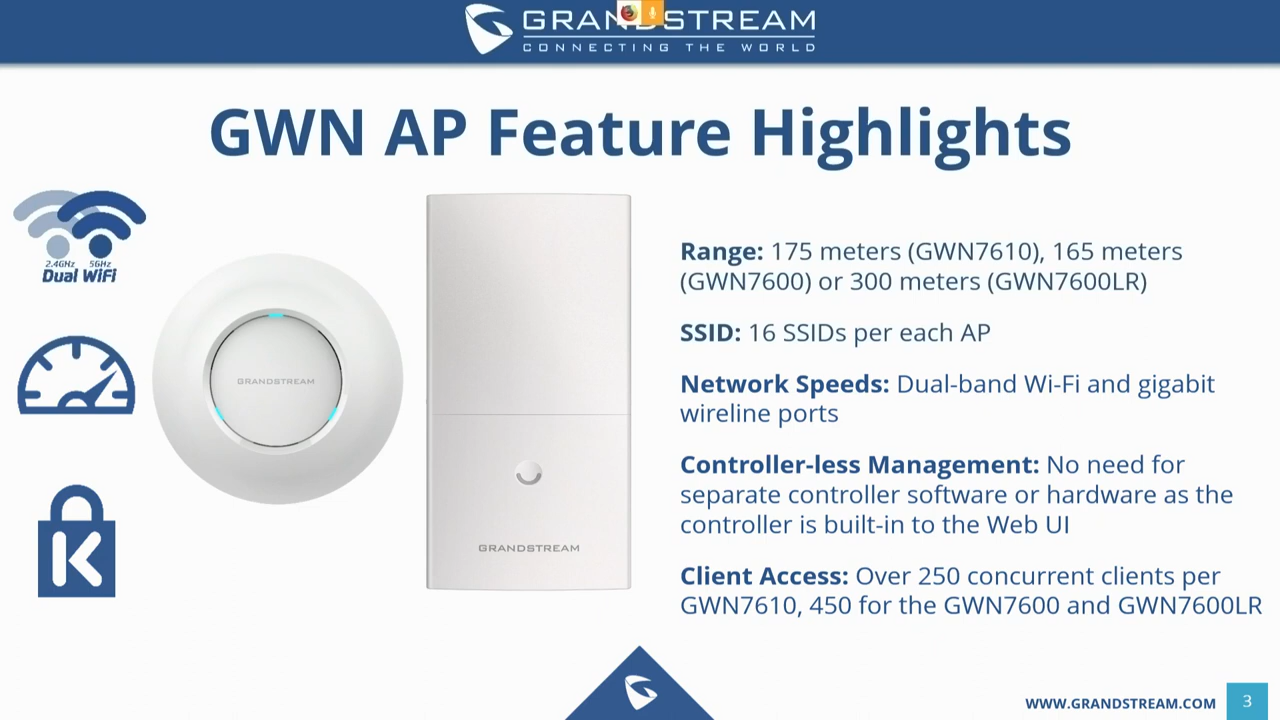 GRANDSTREAM
CONNECTING THE WORLD
GWN AP Feature Highlights
2.4GHz 5GHz
Dual WiFi
GRANDSTREAM
GRANDSTREAM
K
Range: 175 meters (GWN7610), 165 meters
(GWN7600) or 300 meters (GWN7600LR)
SSID: 16 SSIDs per each AP
Network Speeds: Dual-band Wi-Fi and gigabit
wireline ports
Controller-less Management: No need for
separate controller software or hardware as the
controller is built-in to the Web UI
Client Access: Over 250 concurrent clients per
GWN7610, 450 for the GWN7600 and GWN7600LR
WWW.GRANDSTREAM.COM 3